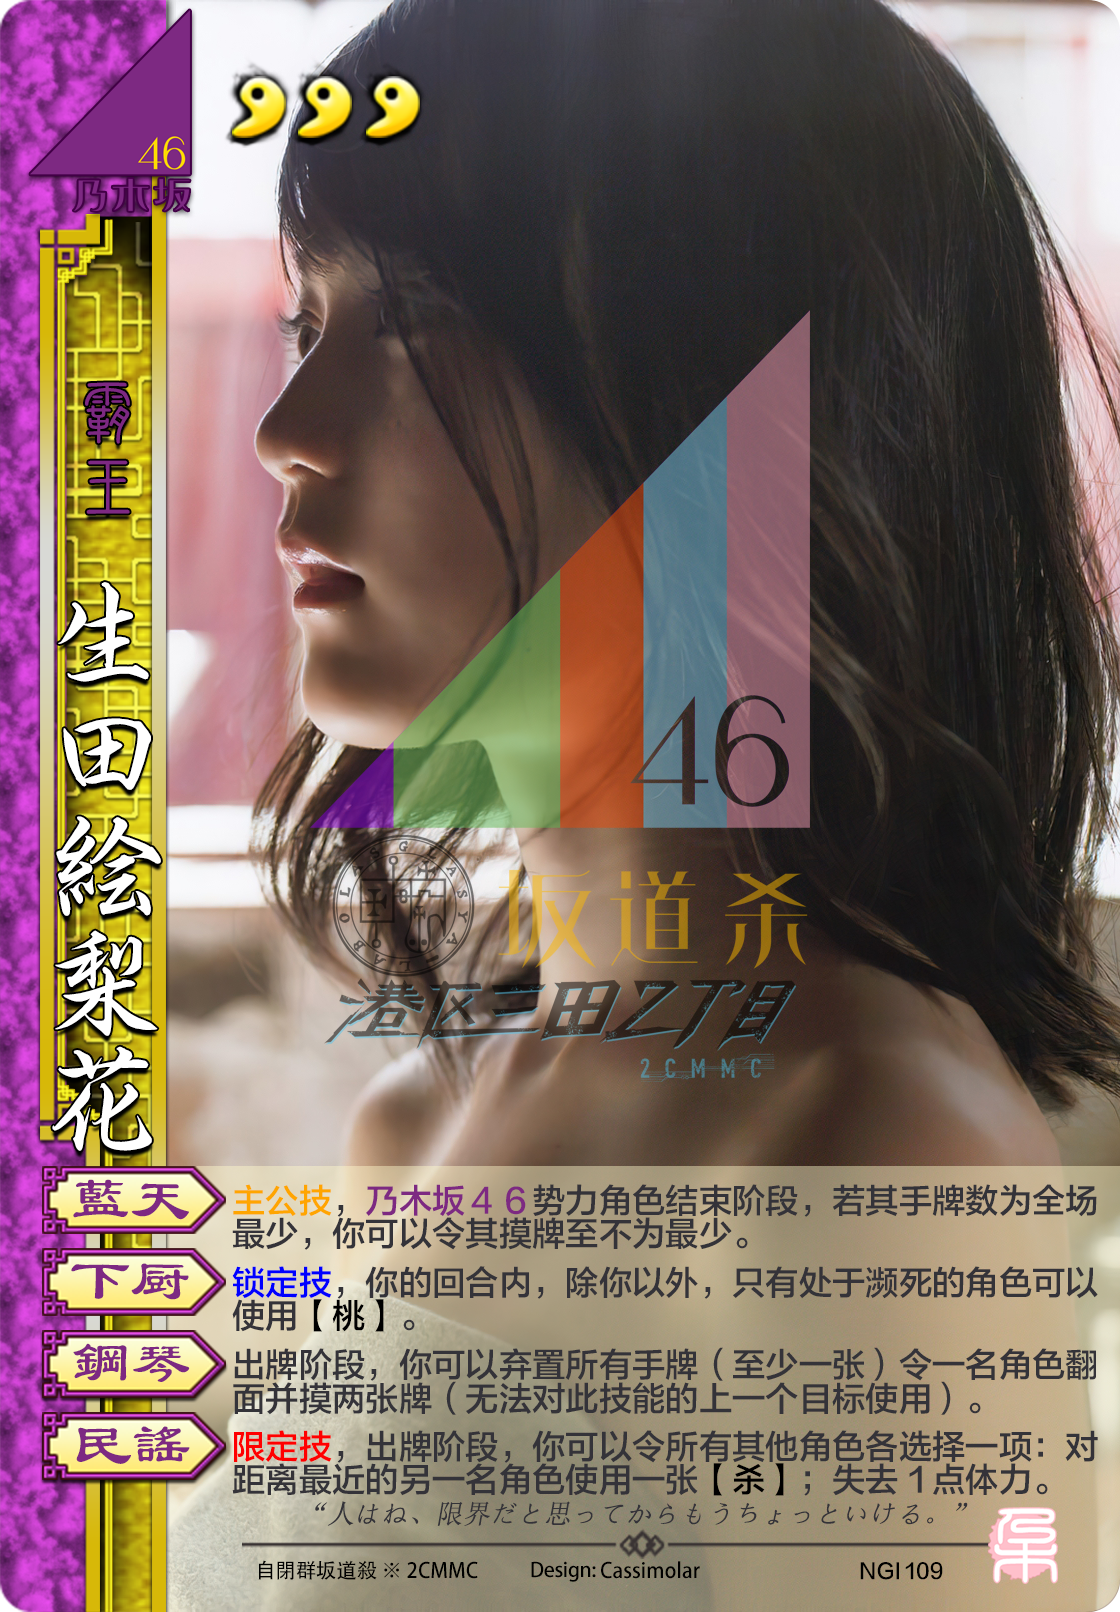 46
乃木坂
霸王
生田絵梨花
46
坂道杀
港区三田乙丁目
2CMMC
藍天
主公技，乃木坂４６势力角色结束阶段，若其手牌数为全场
最少，你可以令其摸牌至不为最少。
下厨
锁定技，你的回合内，除你以外，只有处于濒死的角色可以
使用【桃】。
鋼琴
出牌阶段，你可以弃置所有手牌（至少一张）令一名角色翻
面并摸两张牌（无法对此技能的上一个目标使用）。
民謠
限定技，出牌阶段，你可以令所有其他角色各选择一项：对
距离最近的另一名角色使用一张【杀】；失去１点体力。
“人はね、限界だと思ってからもうちょっといける。”
自閉群坂道殺 ※ 2CMMC
Design: Cassimolar
NGI109